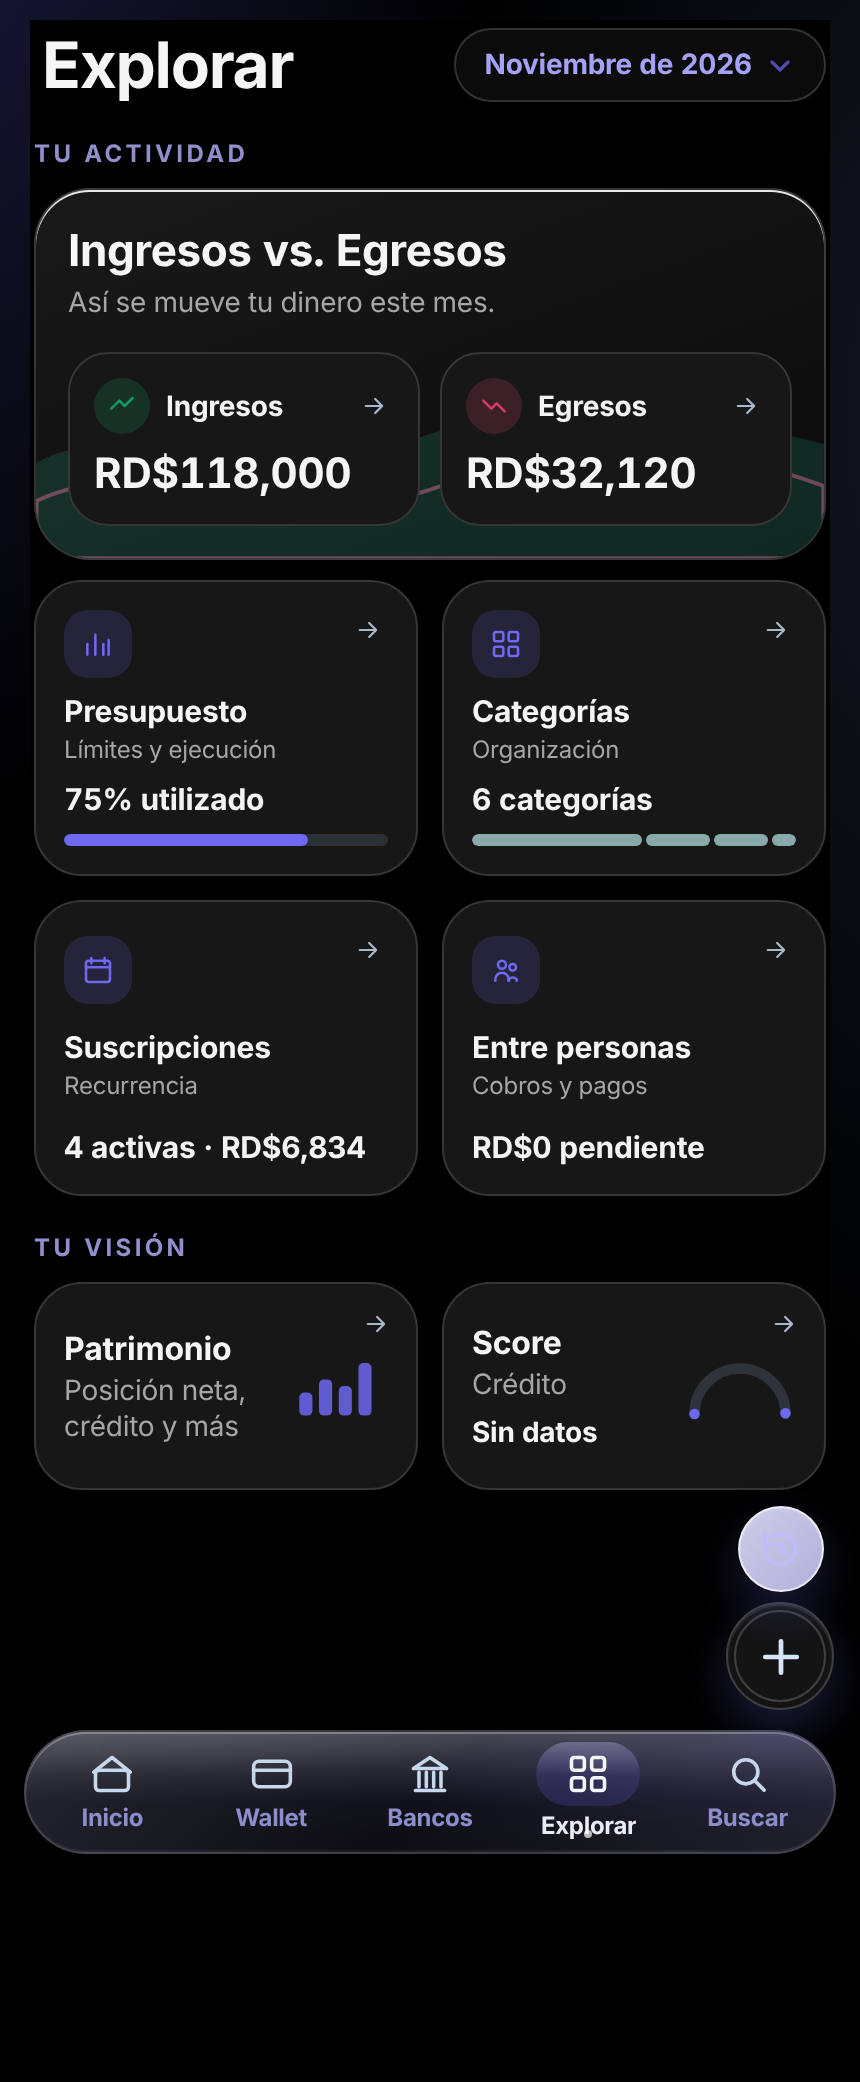 Explorar
Noviembre de 2026
TU ACTIVIDAD
Ingresos vs. Egresos
Así se mueve tu dinero este mes.
Ingresos
RD$118,000
Egresos
RD$32,120
Presupuesto
Límites y ejecución
75% utilizado
Categorías
Organización
6 categorías
Suscripciones
Recurrencia
4 activas · RD$6,834
Entre personas
Cobros y pagos
RD$0 pendiente
TU VISIÓN
Patrimonio
Posición neta,
crédito y más
Score
Crédito
Sin datos
Inicio
Wallet
Bancos
Explorar
Buscar